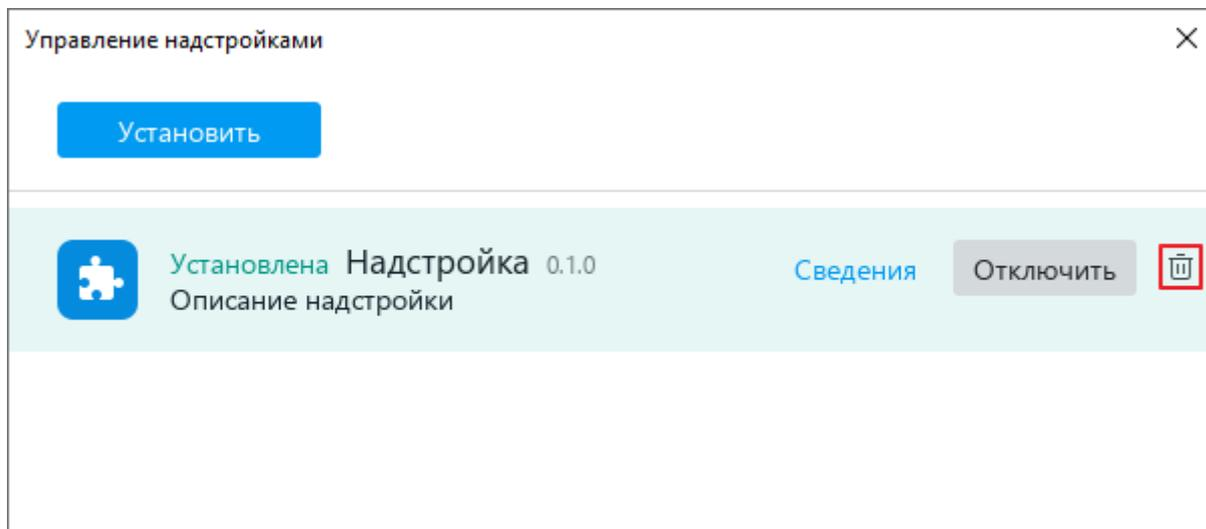 Управление надстройками
Установить
Установлена Надстройка 0.1.0
Сведения
Отключить
Описание надстройки